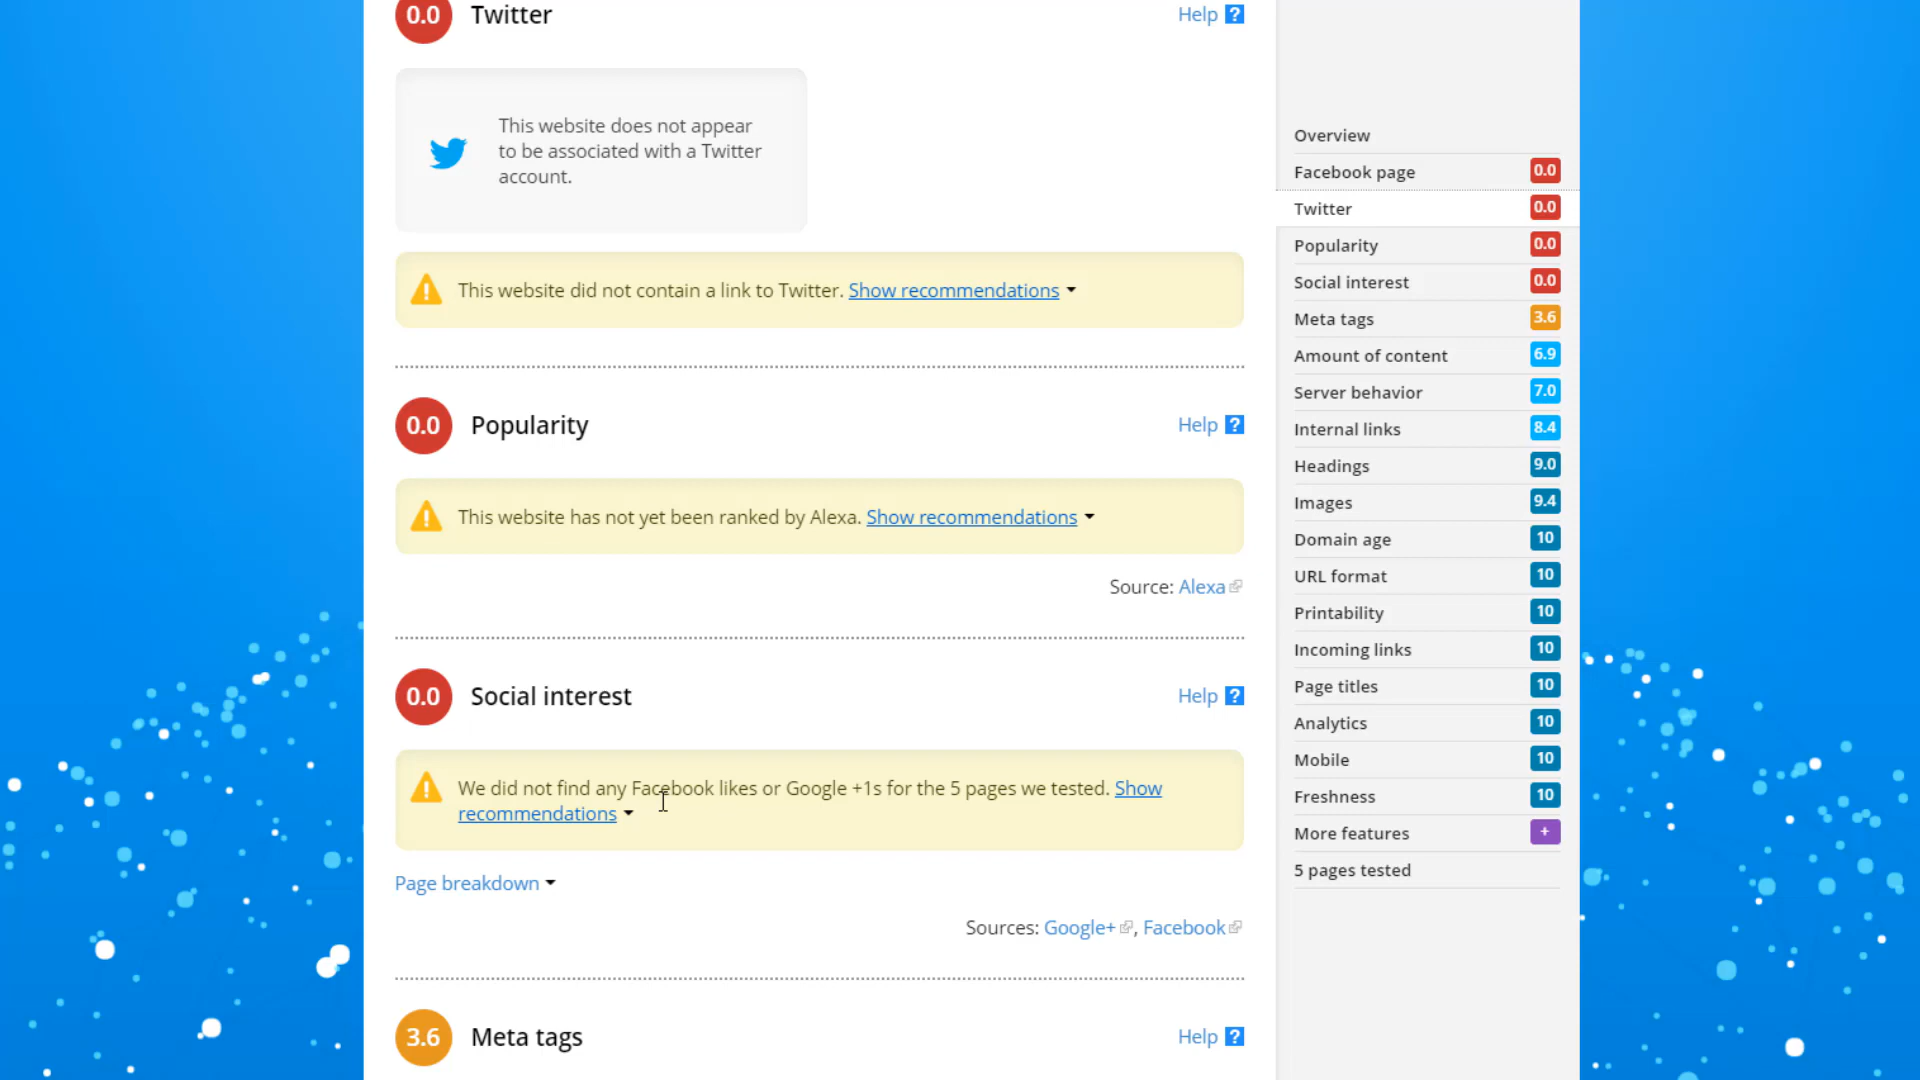 0.0 Twitter Help ?
This website does not appear
to be associated with a Twitter
account.
This website did not contain a link to Twitter. Show recommendations
0.0 Popularity Help ?
This website has not yet been ranked by Alexa. Show recommendations
Source: Alexa
0.0 Social interest Help ?
We did not find any Facebook likes or Google +1s for the 5 pages we tested. Show
recommendations
Page breakdown
Sources: Google+, Facebook
3.6 Meta tags Help ?
Overview
Facebook page 0.0
Twitter 0.0
Popularity 0.0
Social interest 0.0
Meta tags 3.6
Amount of content 6.9
Server behavior 7.0
Internal links 8.4
Headings 9.0
Images 9.4
Domain age 10
URL format 10
Printability 10
Incoming links 10
Page titles 10
Analytics 10
Mobile 10
Freshness 10
More features +
5 pages tested